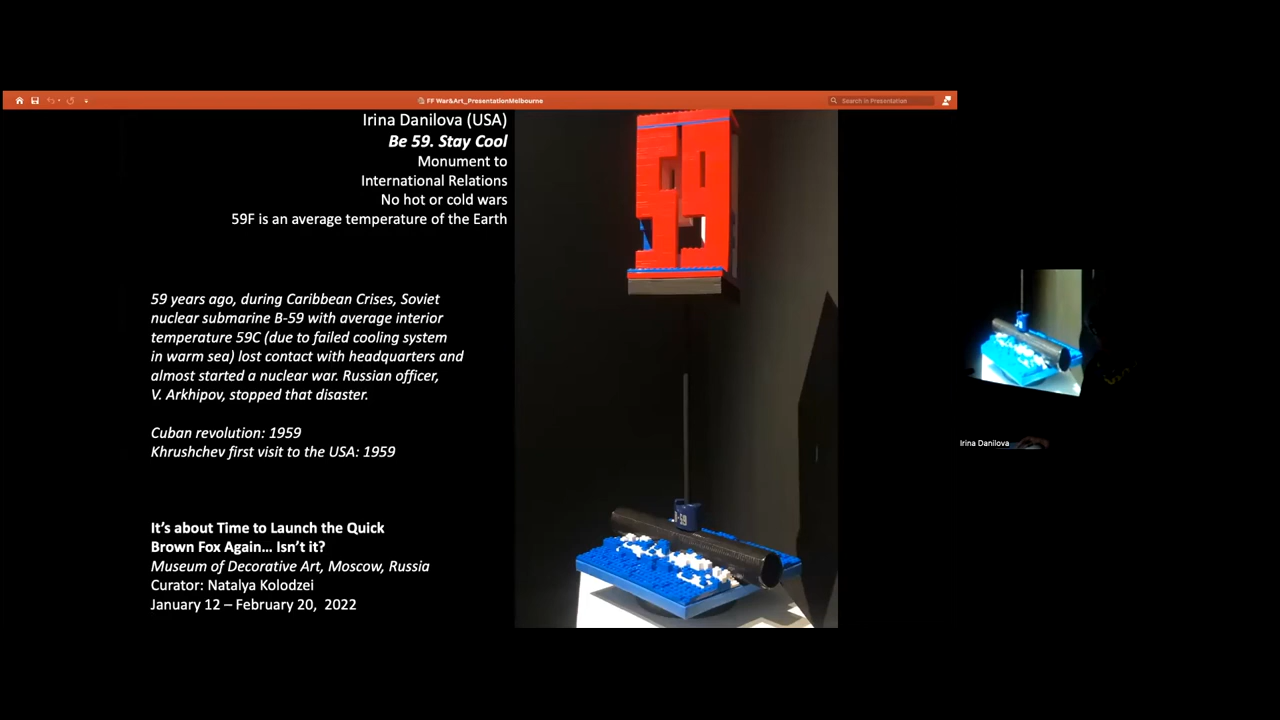 FF War&Art_PresentationMelbourne
Search in Presentation
Irina Danilova (USA)
Be 59. Stay Cool
Monument to
International Relations
No hot or cold wars
59F is an average temperature of the Earth
59 years ago, during Caribbean Crises, Soviet
nuclear submarine B-59 with average interior
temperature 59C (due to failed cooling system
in warm sea) lost contact with headquarters and
almost started a nuclear war. Russian officer,
V. Arkhipov, stopped that disaster.
Cuban revolution: 1959
Khrushchev first visit to the USA: 1959
It’s about Time to Launch the Quick
Brown Fox Again… Isn’t it?
Museum of Decorative Art, Moscow, Russia
Curator: Natalya Kolodzei
January 12 – February 20, 2022
59
B-59
Irina Danilova